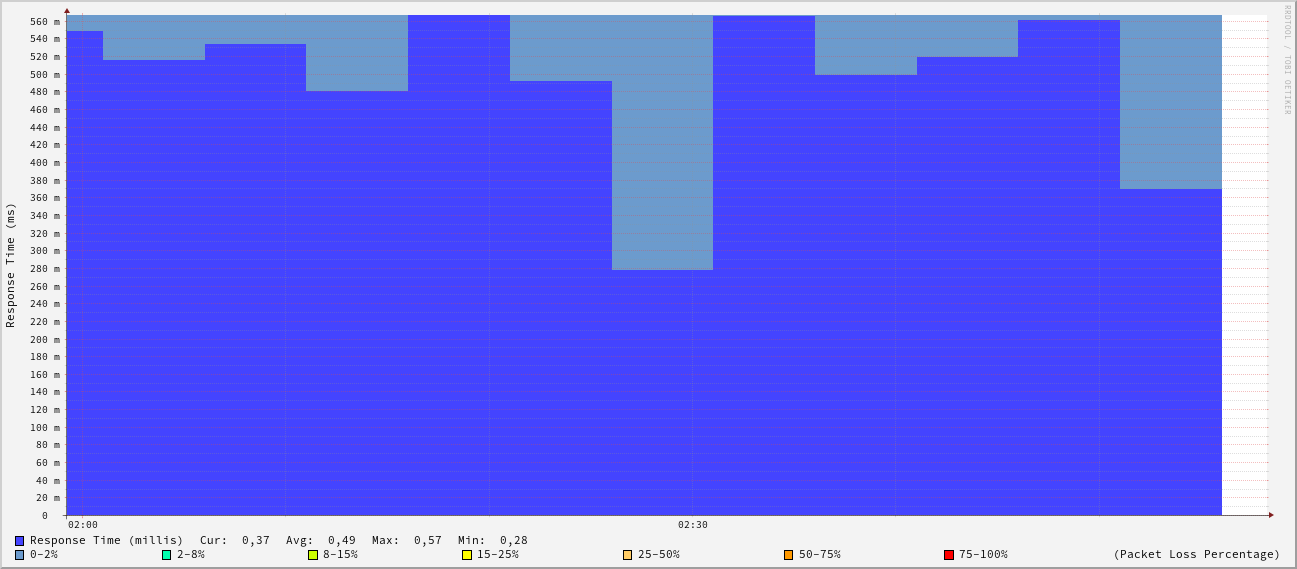 RRDTOOL / TOBI OETIKER
Response Time (ms)
560 m
540 m
520 m
500 m
480 m
460 m
440 m
420 m
400 m
380 m
360 m
340 m
320 m
300 m
280 m
260 m
240 m
220 m
200 m
180 m
160 m
140 m
120 m
100 m
80 m
60 m
40 m
20 m
0
02:00 02:30
Response Time (millis) Cur: 0,37 Avg: 0,49 Max: 0,57 Min: 0,28
0-2% 2-8% 8-15% 15-25% 25-50% 50-75% 75-100% (Packet Loss Percentage)